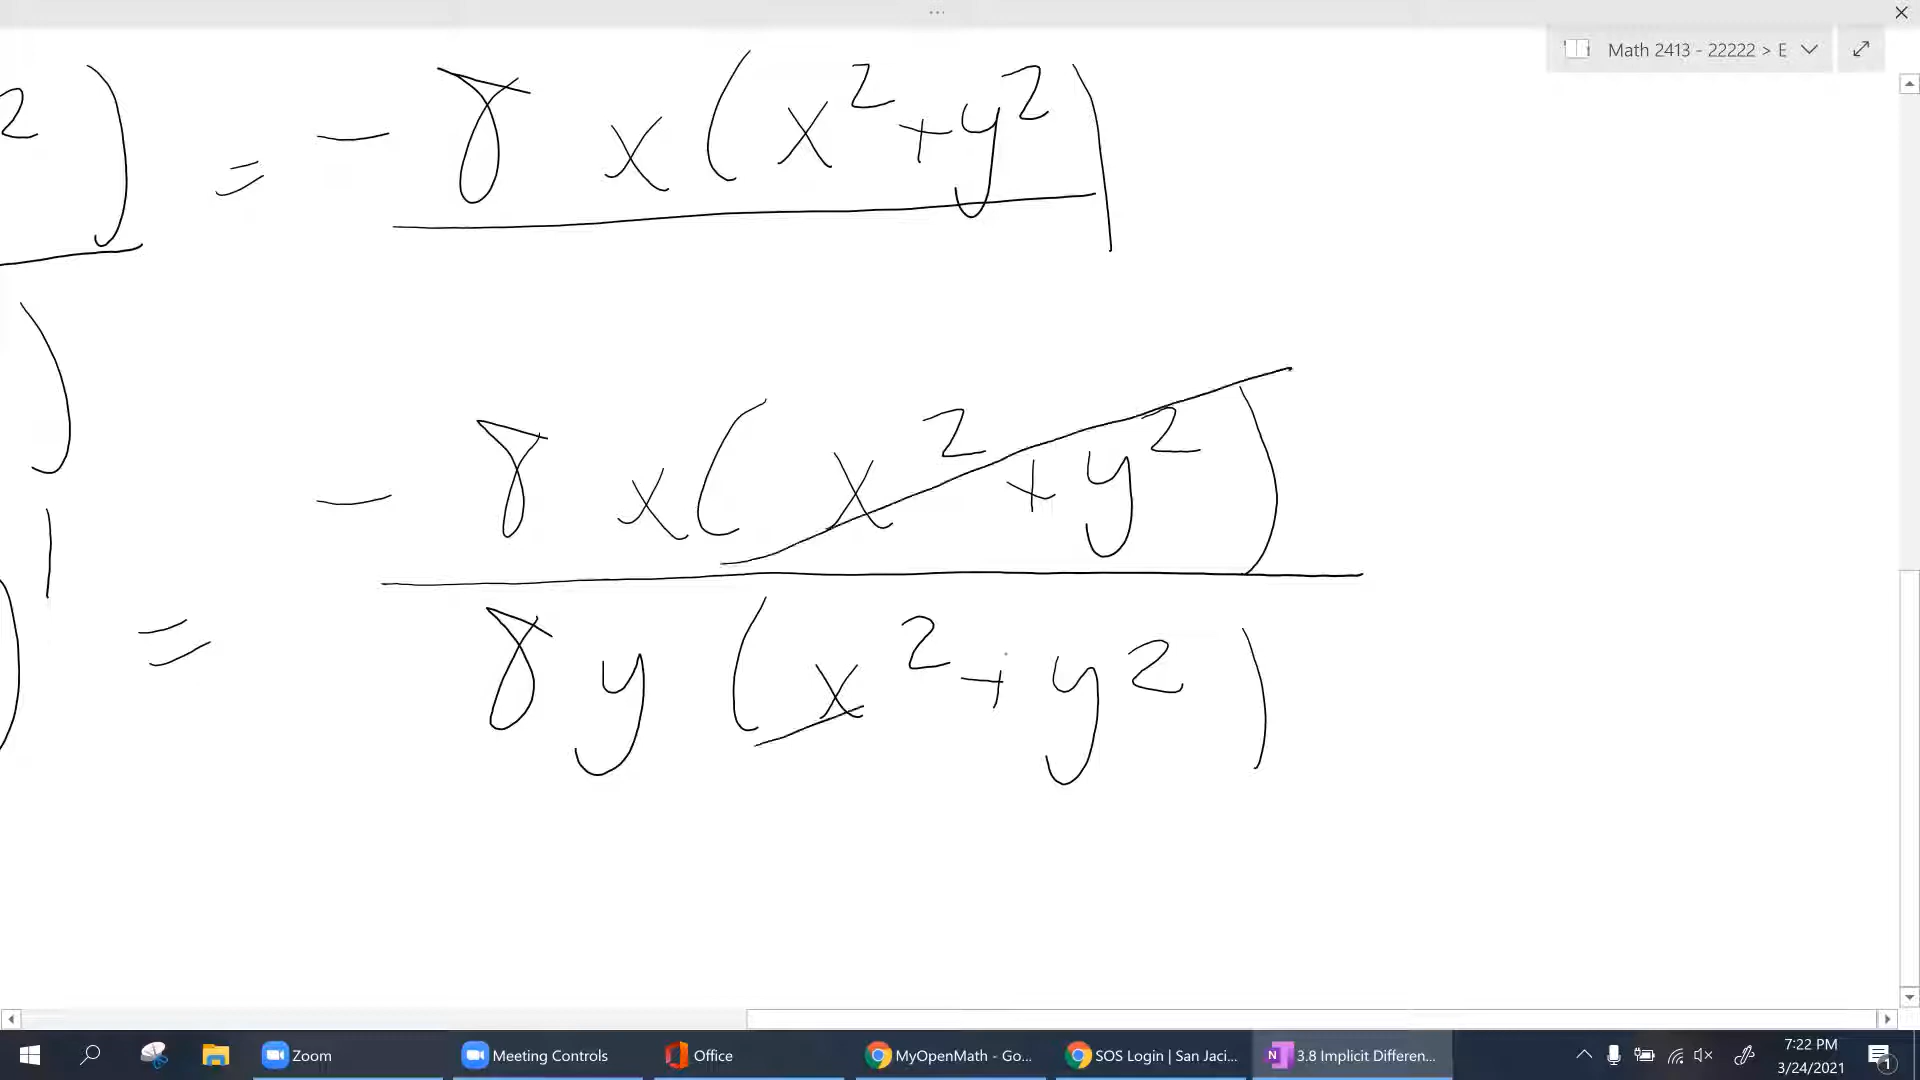 Math 2413 - 22222 > E
2) = - 8 x(x²+y²)
)
- 8 x(x²+y²)
= 8 y (x²+y²)
Zoom
Meeting Controls
Office
MyOpenMath - Go...
SOS Login | San Jaci...
3.8 Implicit Differen...
7:22 PM
3/24/2021
1